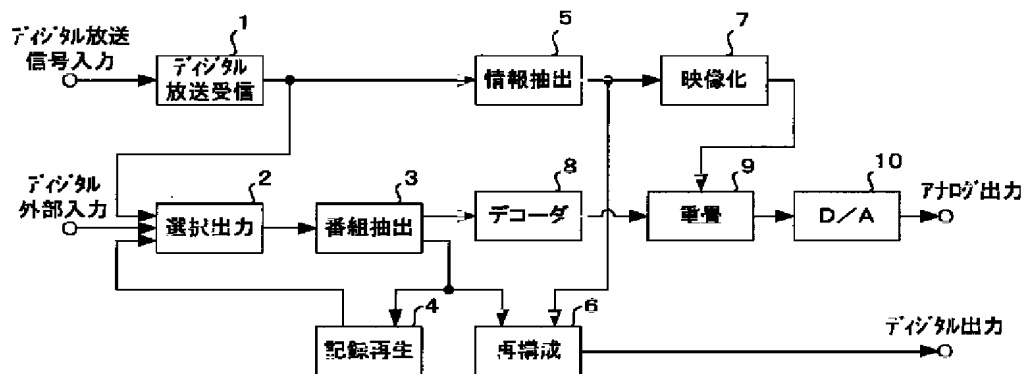 ディジタル放送
信号入力
1
ディジタル
放送受信
5
情報抽出
7
映像化
ディジタル
外部入力
2
選択出力
3
番組抽出
8
デコーダ
9
重畳
10
D/A
アナログ出力
4
記録再生
6
再構成
ディジタル出力